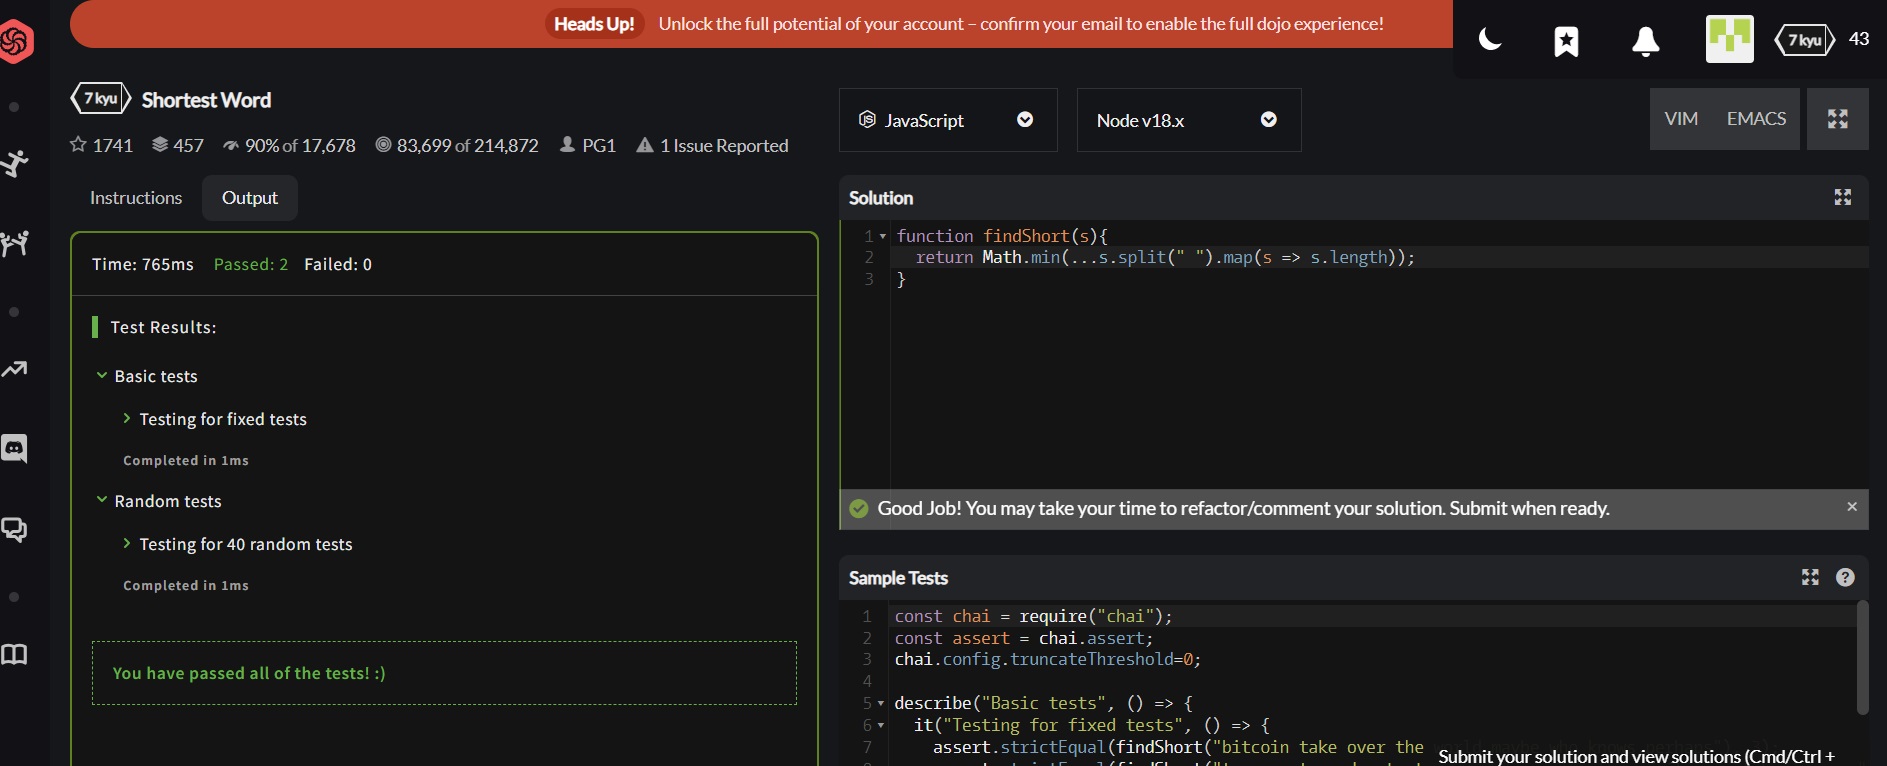 Heads Up! Unlock the full potential of your account – confirm your email to enable the full dojo experience!
7 kyu 43
7 kyu Shortest Word
1741 457 90% of 17,678 83,699 of 214,872 PG1 1 Issue Reported
JavaScript
Node v18.x
VIM EMACS
Instructions Output
Time: 765ms Passed: 2 Failed: 0
Test Results:
Basic tests
Testing for fixed tests
Completed in 1ms
Random tests
Testing for 40 random tests
Completed in 1ms
You have passed all of the tests! :)
Solution
1 function findShort(s){
2 return Math.min(...s.split(" ").map(s => s.length));
3 }
Good Job! You may take your time to refactor/comment your solution. Submit when ready.
Sample Tests
1 const chai = require("chai");
2 const assert = chai.assert;
3 chai.config.truncateThreshold=0;
4
5 describe("Basic tests", () => {
6 it("Testing for fixed tests", () => {
7 assert.strictEqual(findShort("bitcoin take over the
Submit your solution and view solutions (Cmd/Ctrl +